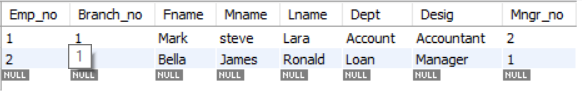 Emp_no Branch_no Fname Mname Lname Dept Desig Mngr_no
1 1 Mark steve Lara Account Accountant 2
2 1 Bella James Ronald Loan Manager 1
NULL NULL NULL NULL NULL NULL NULL NULL